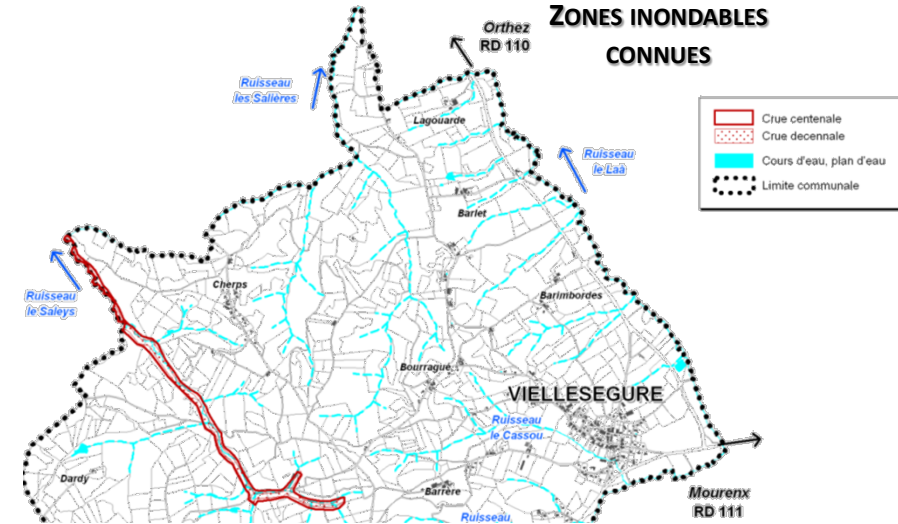 ZONES INONDABLES
CONNUES
Orthez
RD 110
Ruisseau
les Salières
Lagouarde
Crue centenale
Crue decennale
Cours d'eau, plan d'eau
Limite communale
Ruisseau
le Laà
Barlet
Cherps
Ruisseau
le Saleys
Barimbordes
Bourragué
VIELLESEGURE
Ruisseau
le Cassou
Dardy
Barrère
Mourenx
RD 111
Ruisseau